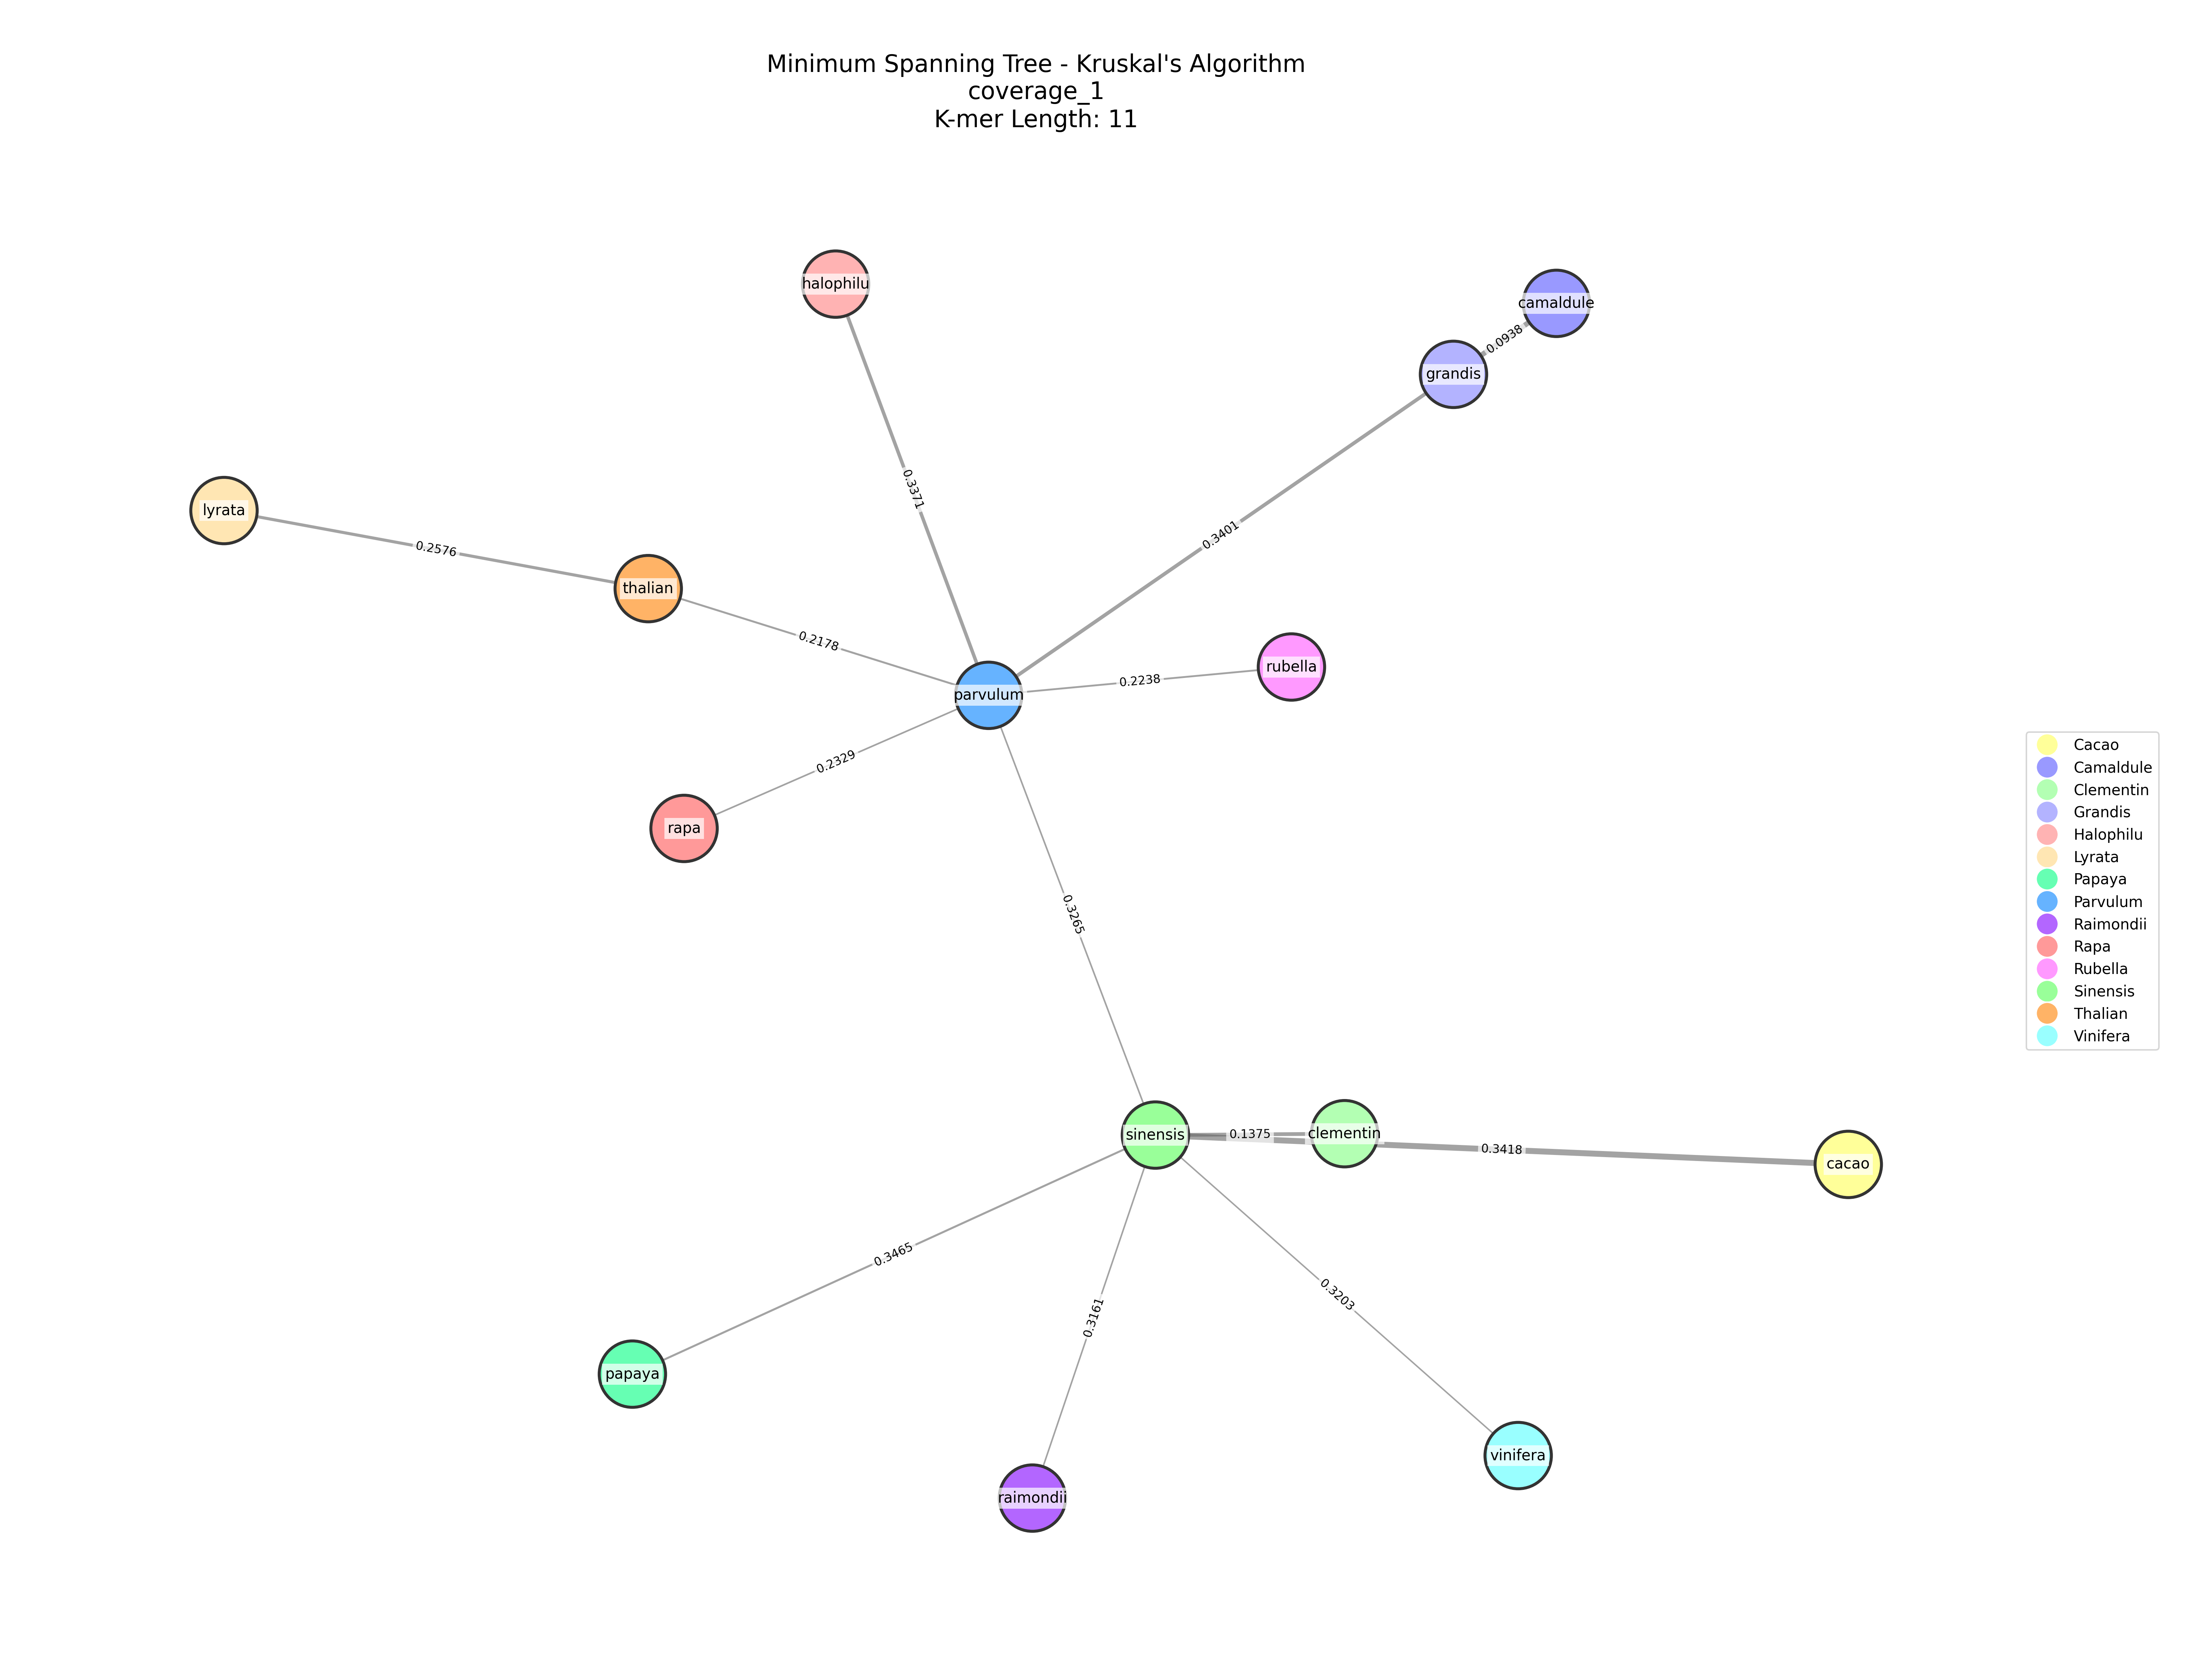 Minimum Spanning Tree - Kruskal's Algorithm
coverage_1
K-mer Length: 11
halophilu
camaldule
0.0938
grandis
0.3371
lyrata
0.3401
0.2576
thalian
0.2178
rubella
0.2238
parvulum
0.2329
rapa
0.3265
sinensis
0.1375
clementin
0.3418
cacao
0.3465
0.3203
0.3161
papaya
vinifera
raimondii
Cacao
Camaldule
Clementin
Grandis
Halophilu
Lyrata
Papaya
Parvulum
Raimondii
Rapa
Rubella
Sinensis
Thalian
Vinifera